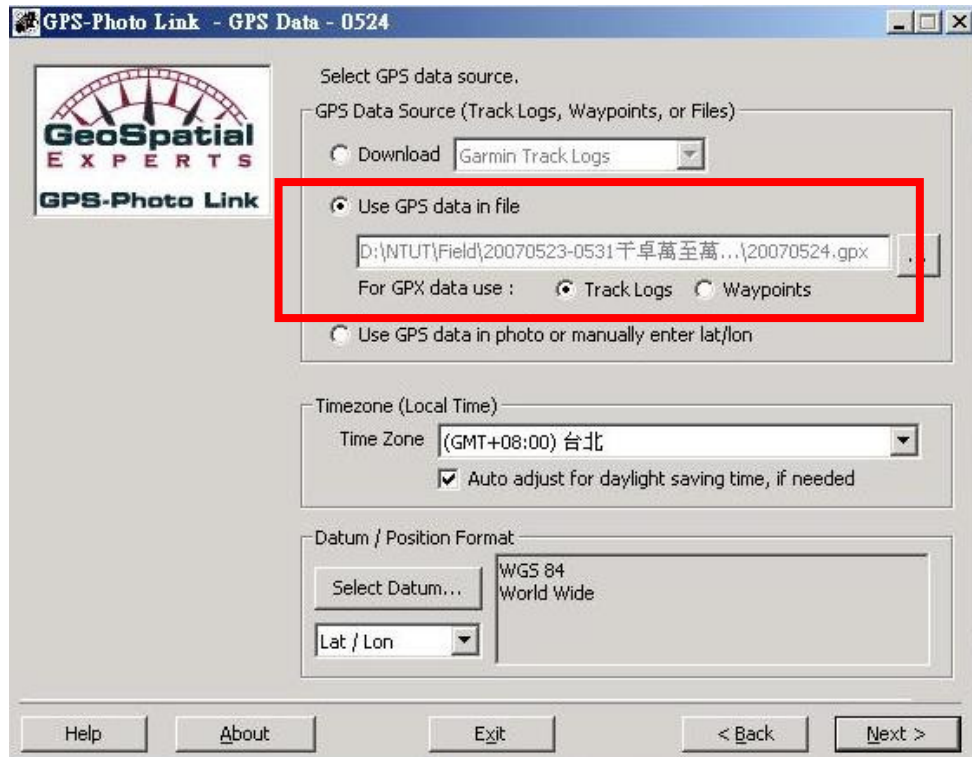 GPS-Photo Link - GPS Data - 0524
GeoSpatial
EXPERTS
GPS-Photo Link
Select GPS data source.
GPS Data Source (Track Logs, Waypoints, or Files)
Download
Garmin Track Logs
Use GPS data in file
D:\NTUT\Field\20070523-0531干卓萬至萬...\20070524.gpx
...
For GPX data use :
Track Logs
Waypoints
Use GPS data in photo or manually enter lat/lon
Timezone (Local Time)
Time Zone
(GMT+08:00) 台北
Auto adjust for daylight saving time, if needed
Datum / Position Format
Select Datum...
WGS 84
World Wide
Lat / Lon
Help
About
Exit
< Back
Next >